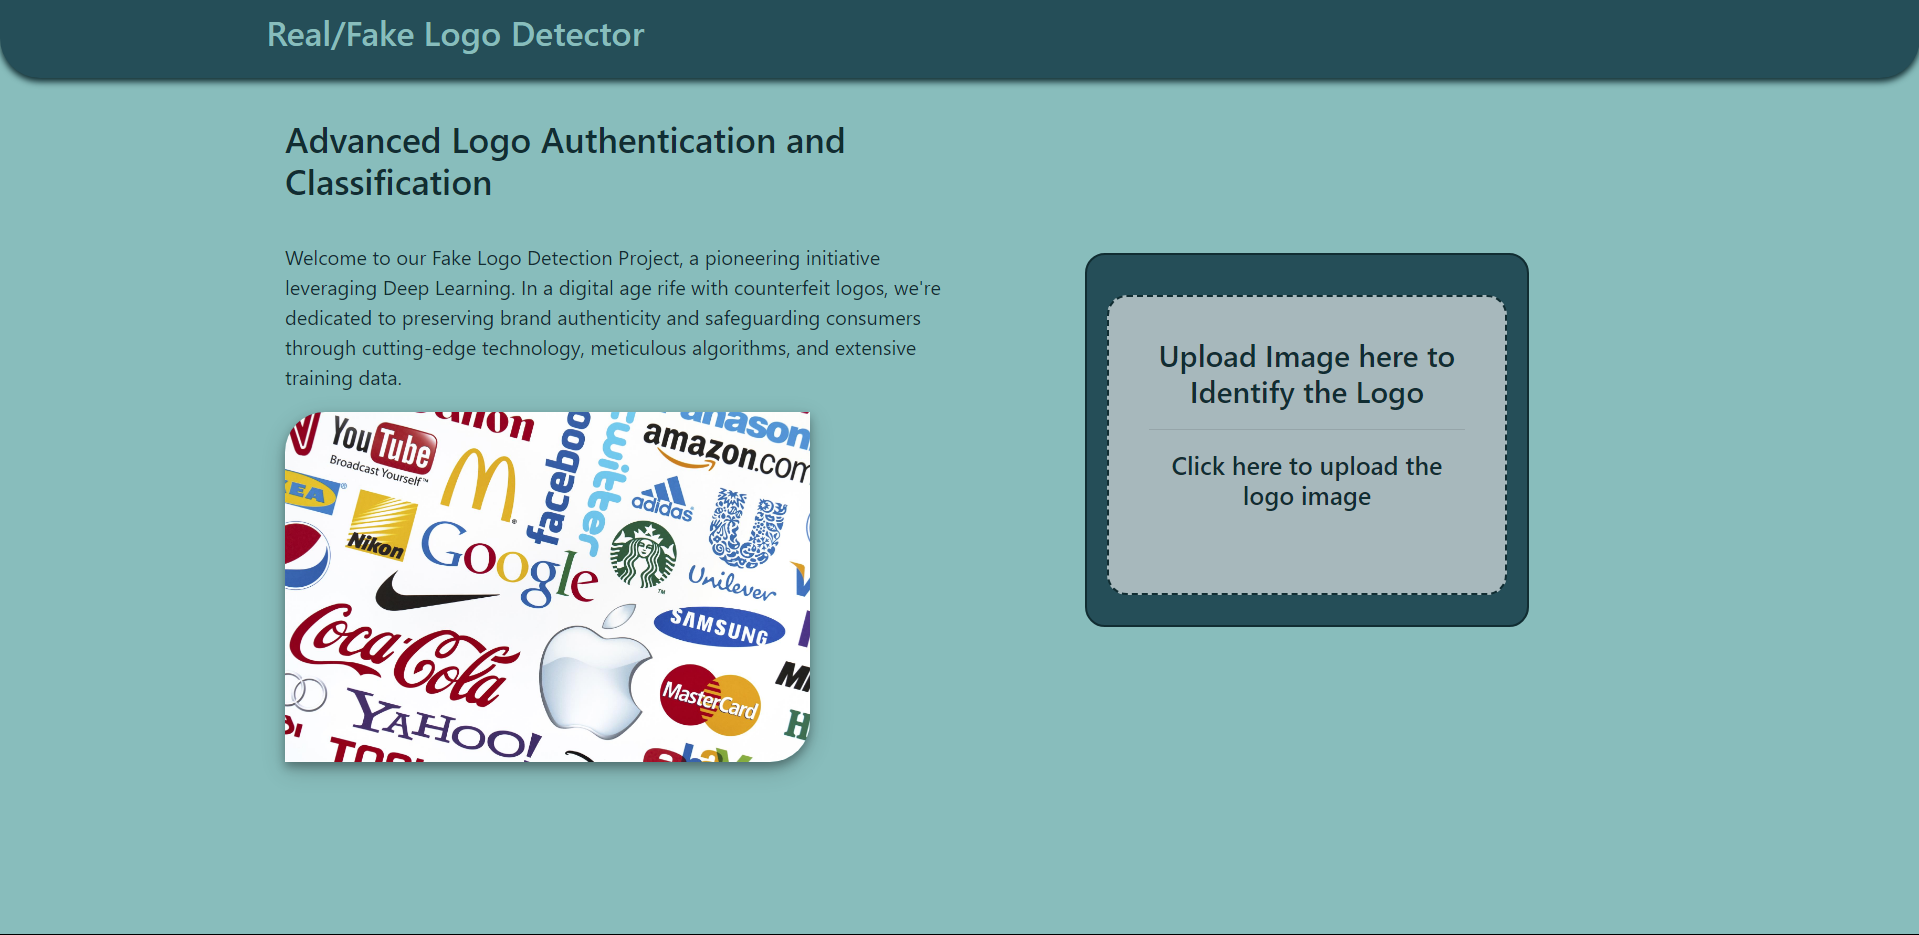 Real/Fake Logo Detector
Advanced Logo Authentication and
Classification
Welcome to our Fake Logo Detection Project, a pioneering initiative
leveraging Deep Learning. In a digital age rife with counterfeit logos, we're
dedicated to preserving brand authenticity and safeguarding consumers
through cutting-edge technology, meticulous algorithms, and extensive
training data.
Upload Image here to
Identify the Logo
Click here to upload the
logo image
YouTube
Broadcast Yourself™
faceboo
twitter
amazon.com
adidas
Nikon
Google
Unilever
Coca-Cola
SAMSUNG
MasterCard
YAHOO!